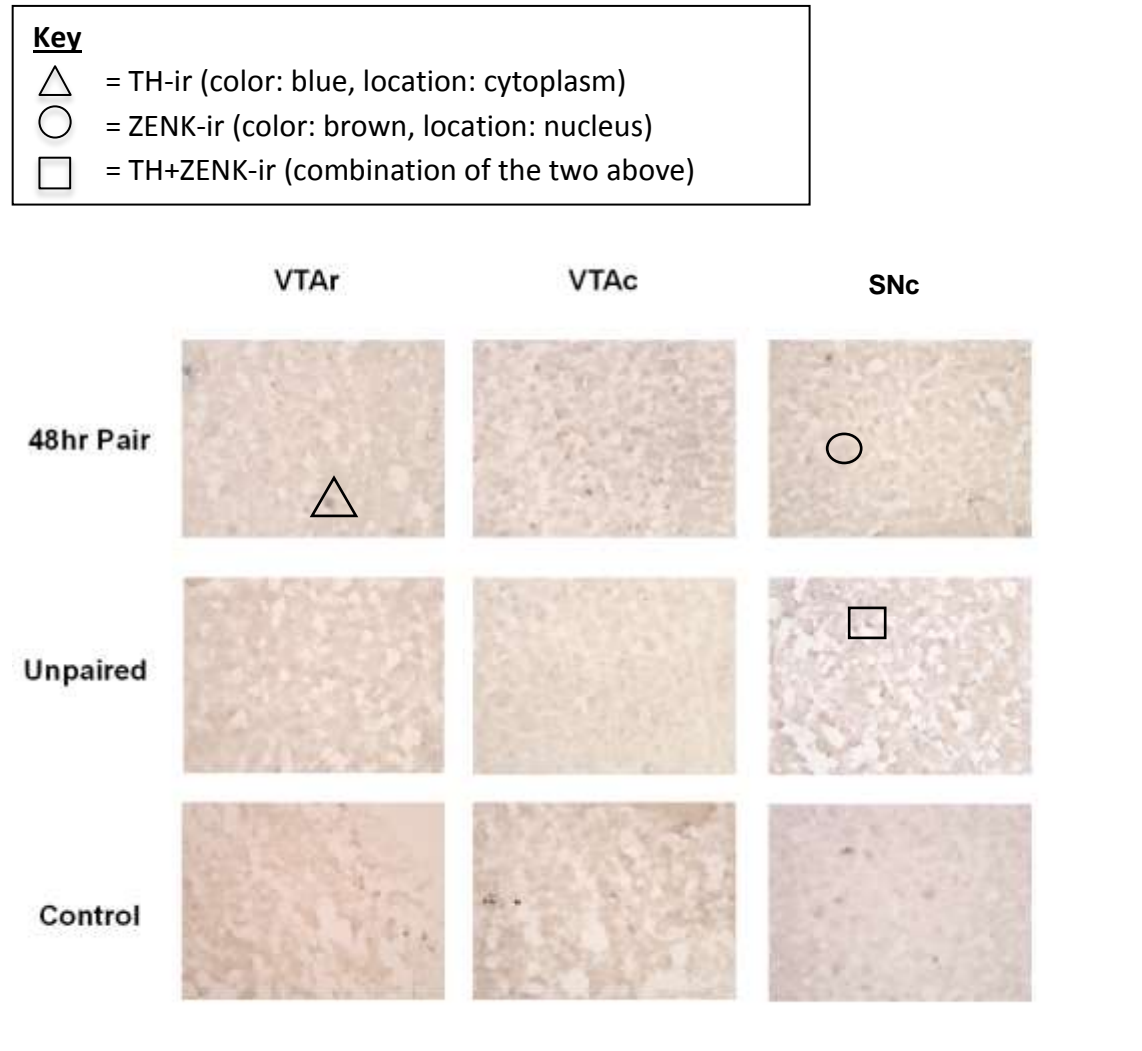 Key
= TH-ir (color: blue, location: cytoplasm)
= ZENK-ir (color: brown, location: nucleus)
= TH+ZENK-ir (combination of the two above)
VTAr VTAc SNc
48hr Pair
Unpaired
Control